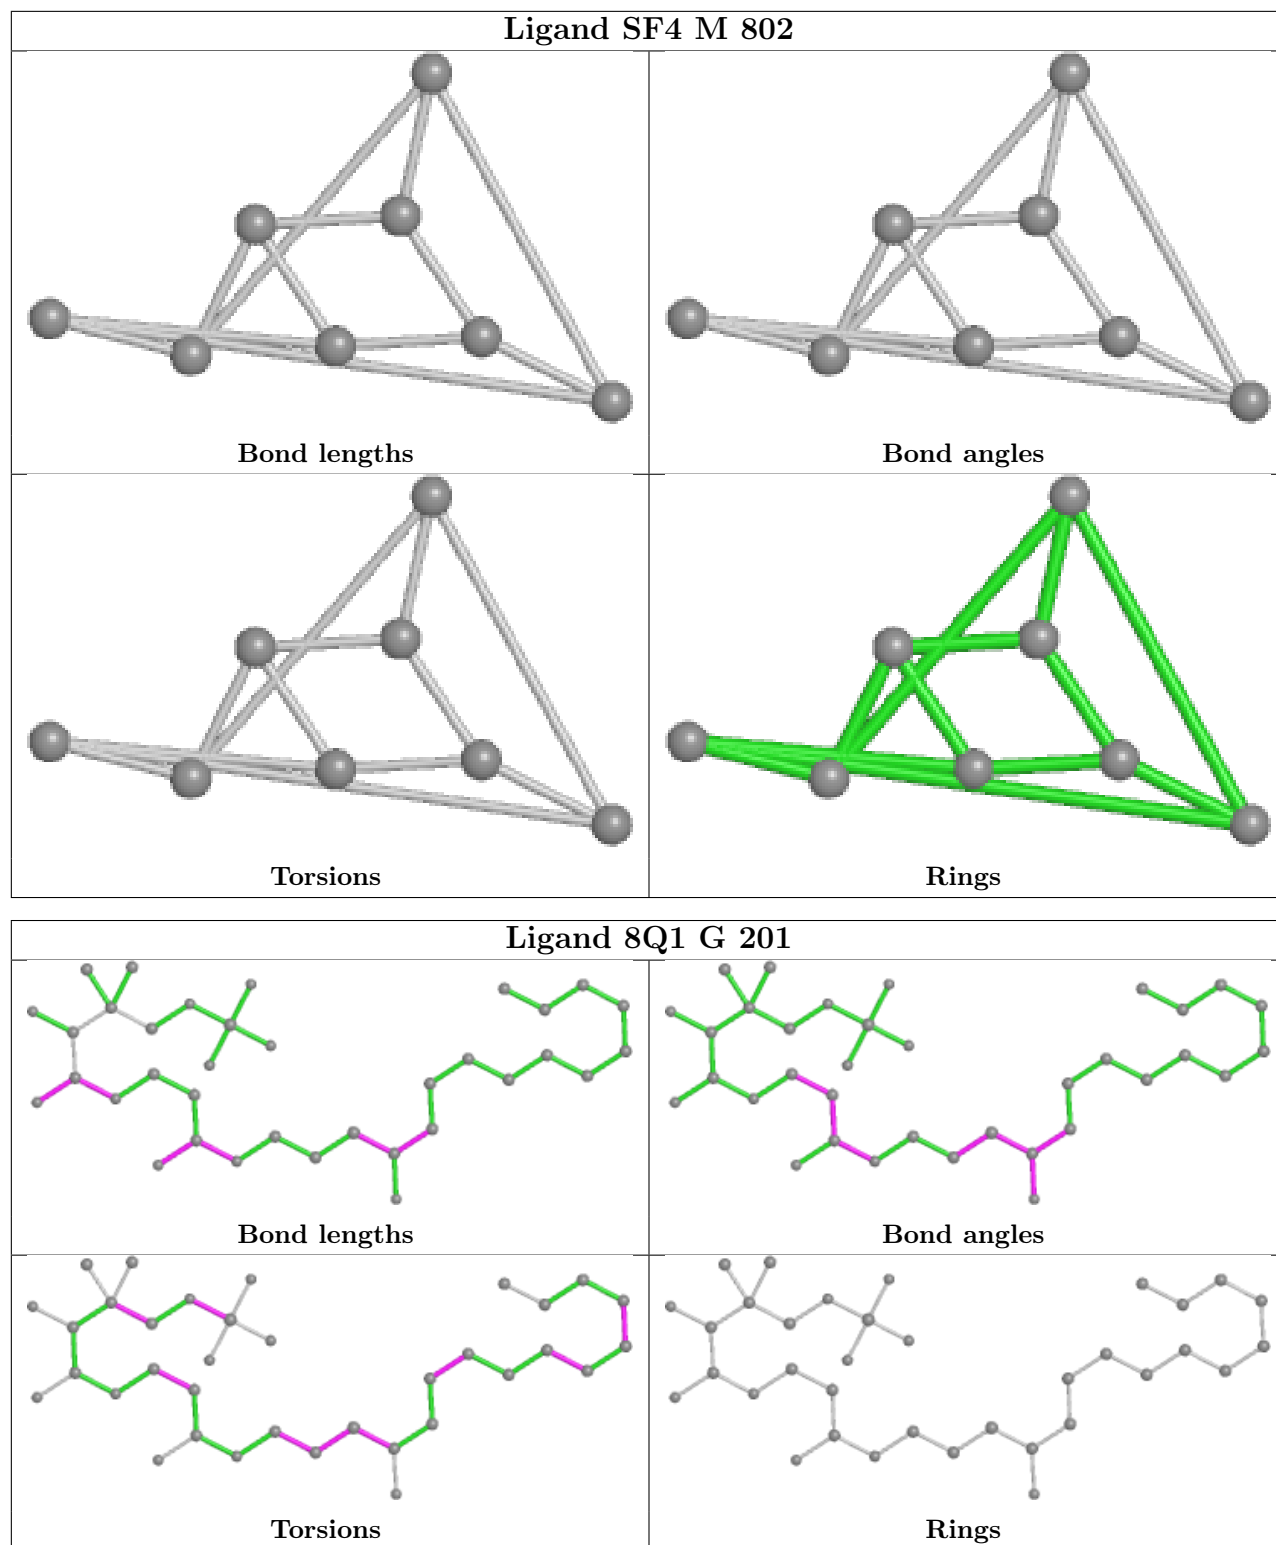 Ligand SF4 M 802
Bond lengths
Bond angles
Torsions
Rings
Ligand 8Q1 G 201
Bond lengths
Bond angles
Torsions
Rings